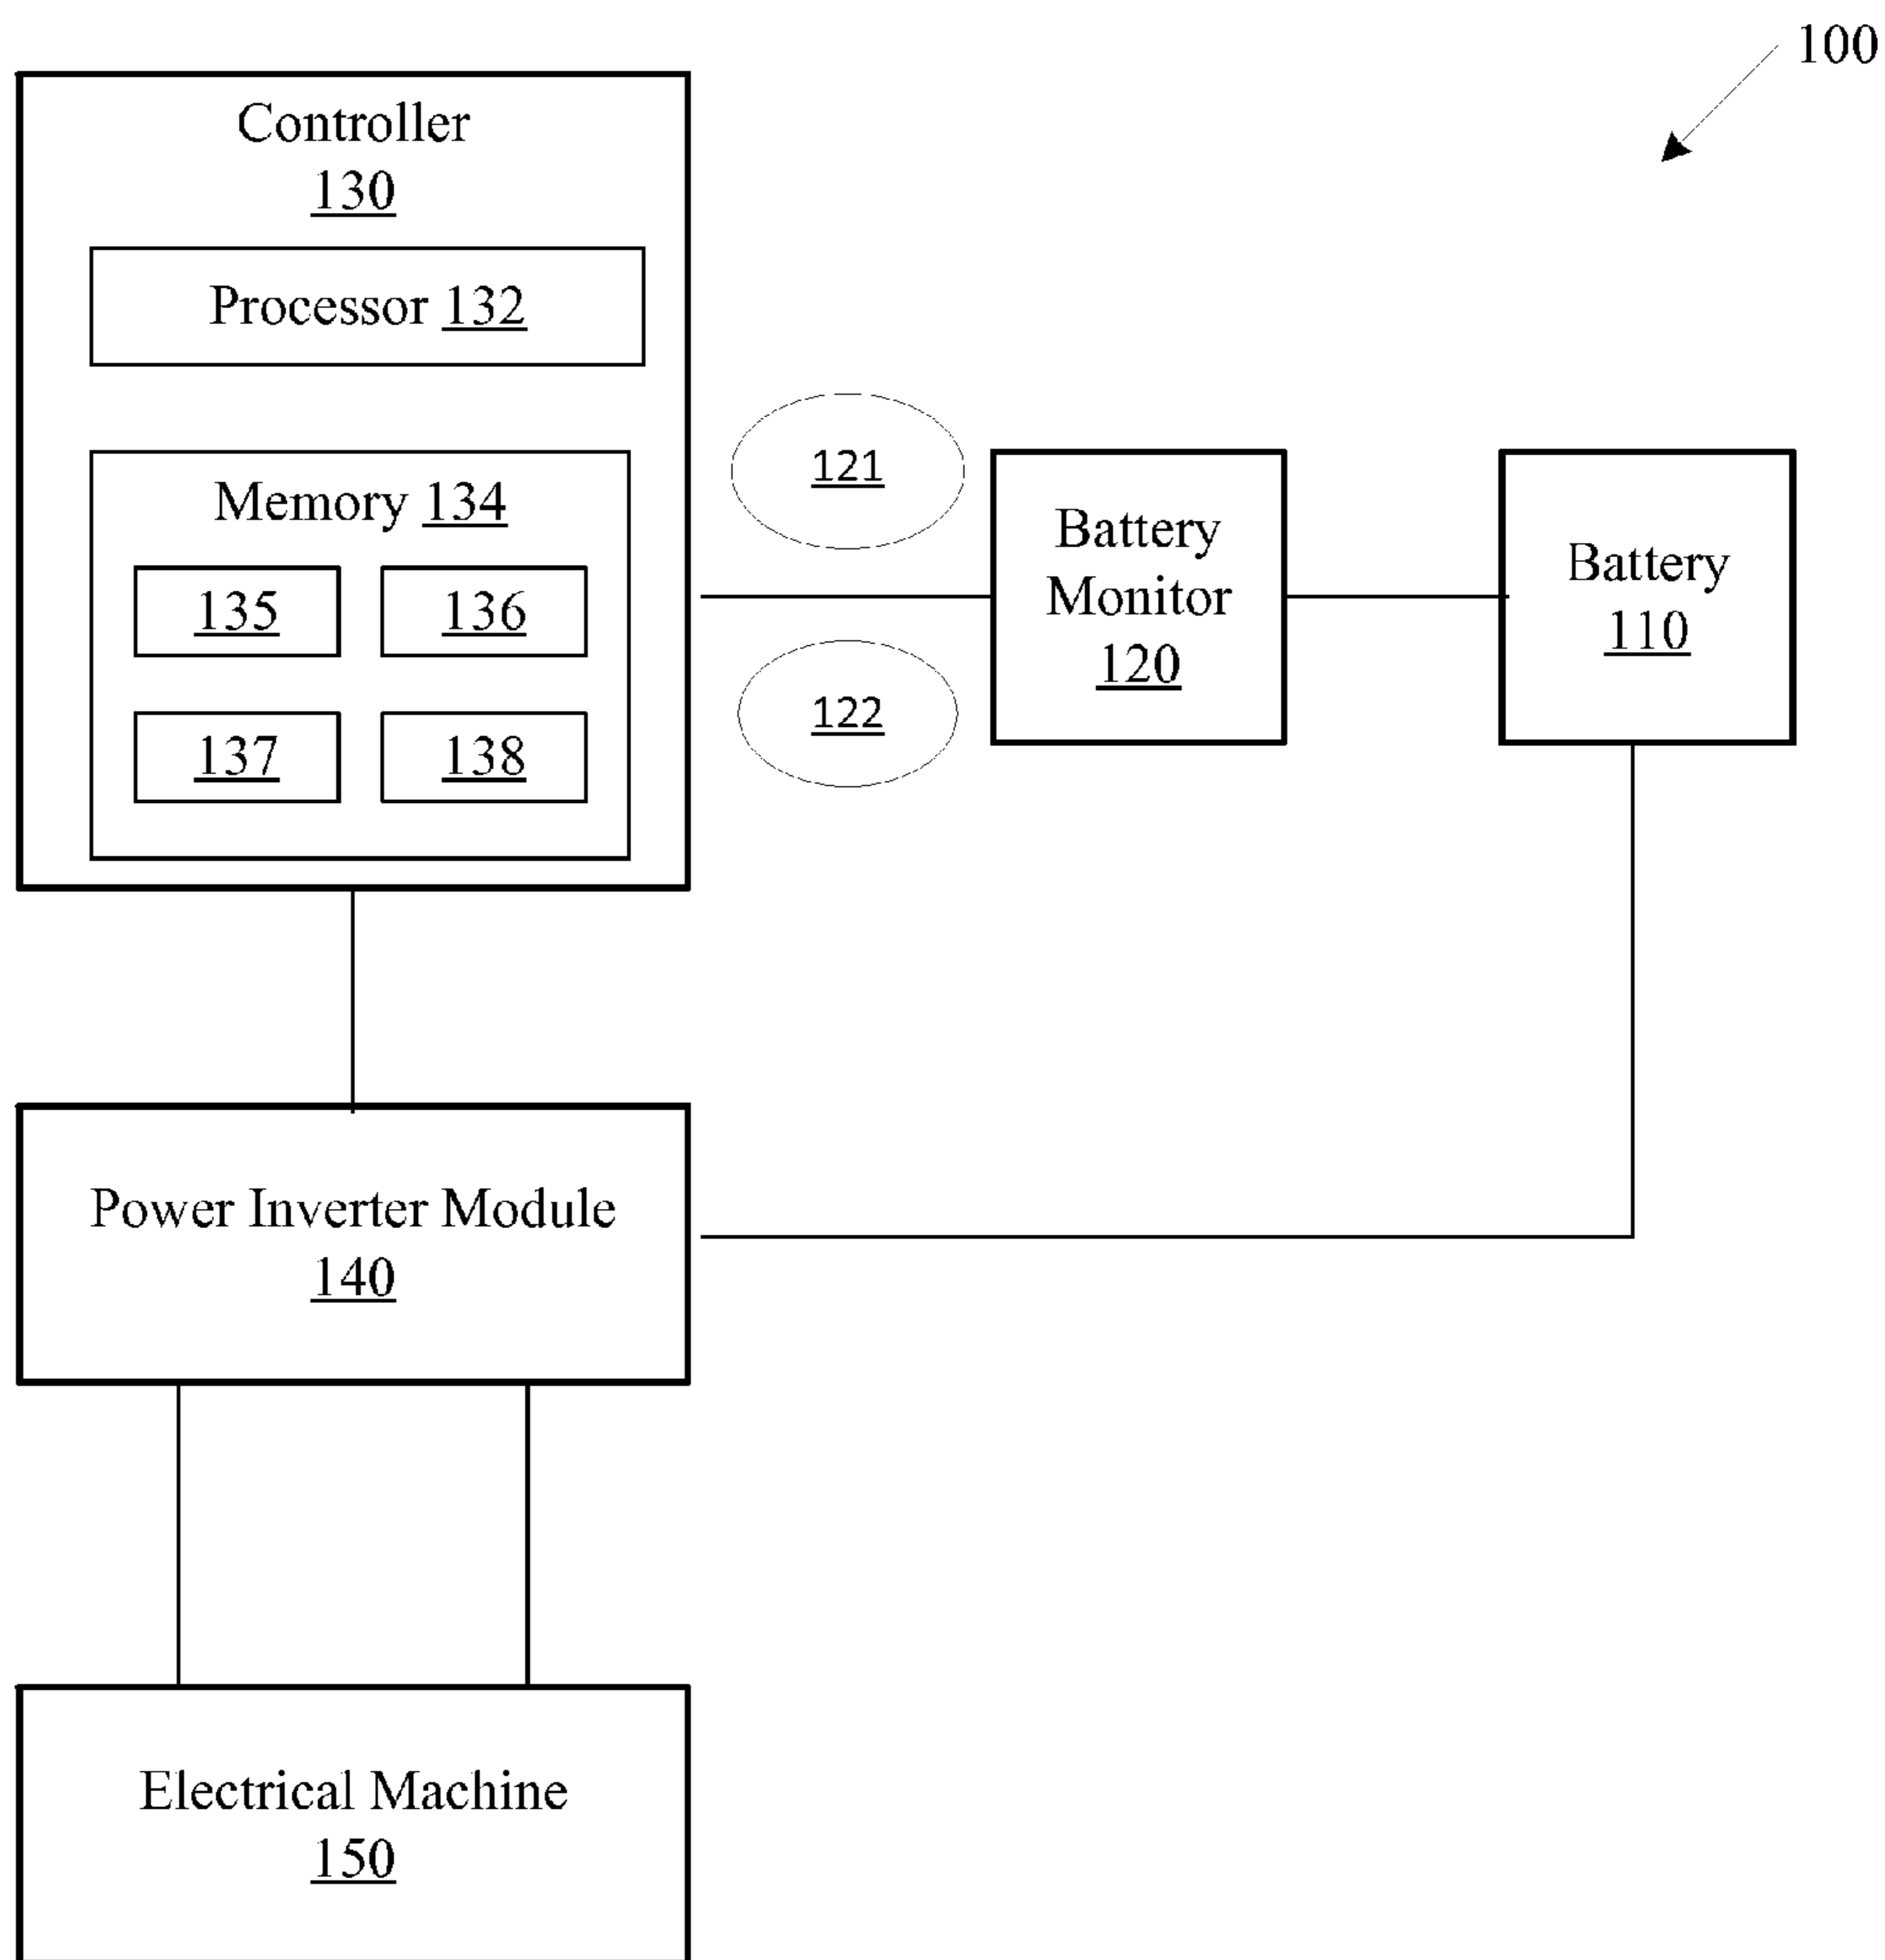 100
Controller
130
Processor 132
Memory 134
135 136
137 138
121
122
Battery
Monitor
120
Battery
110
Power Inverter Module
140
Electrical Machine
150